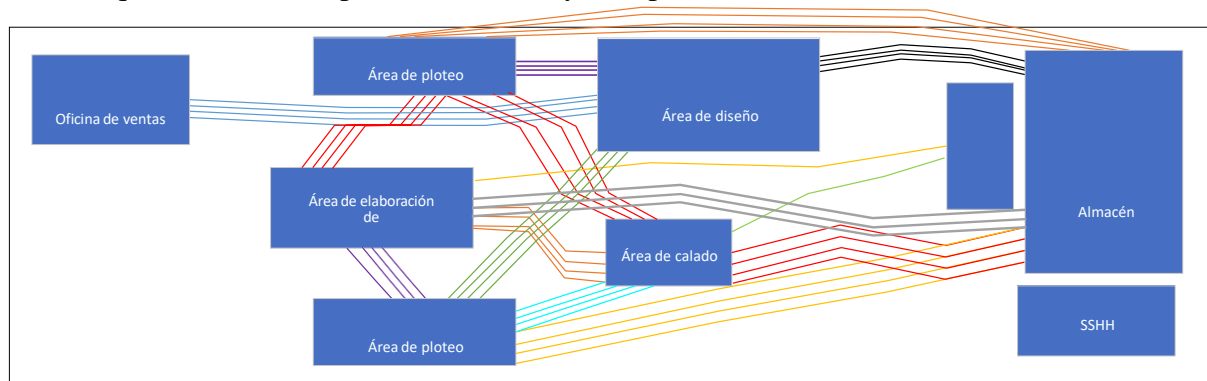 Área de ploteo
Oficina de ventas
Área de diseño
Área de elaboración
de
Almacén
Área de calado
SSHH
Área de ploteo